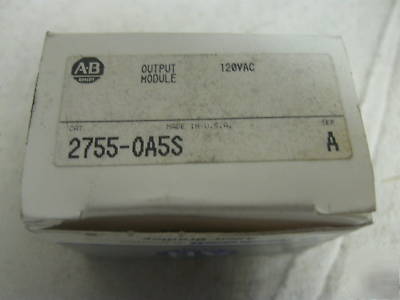 A-B
OUTPUT MODULE
120VAC
CAT.
MADE IN U.S.A.
SER
2755-OA5S
A